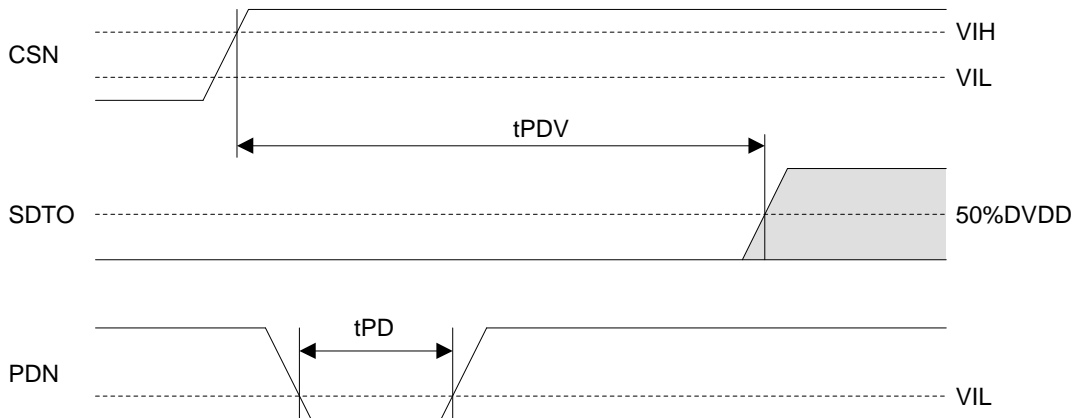 CSN
VIH
VIL
tPDV
SDTO
50%DVDD
tPD
PDN
VIL